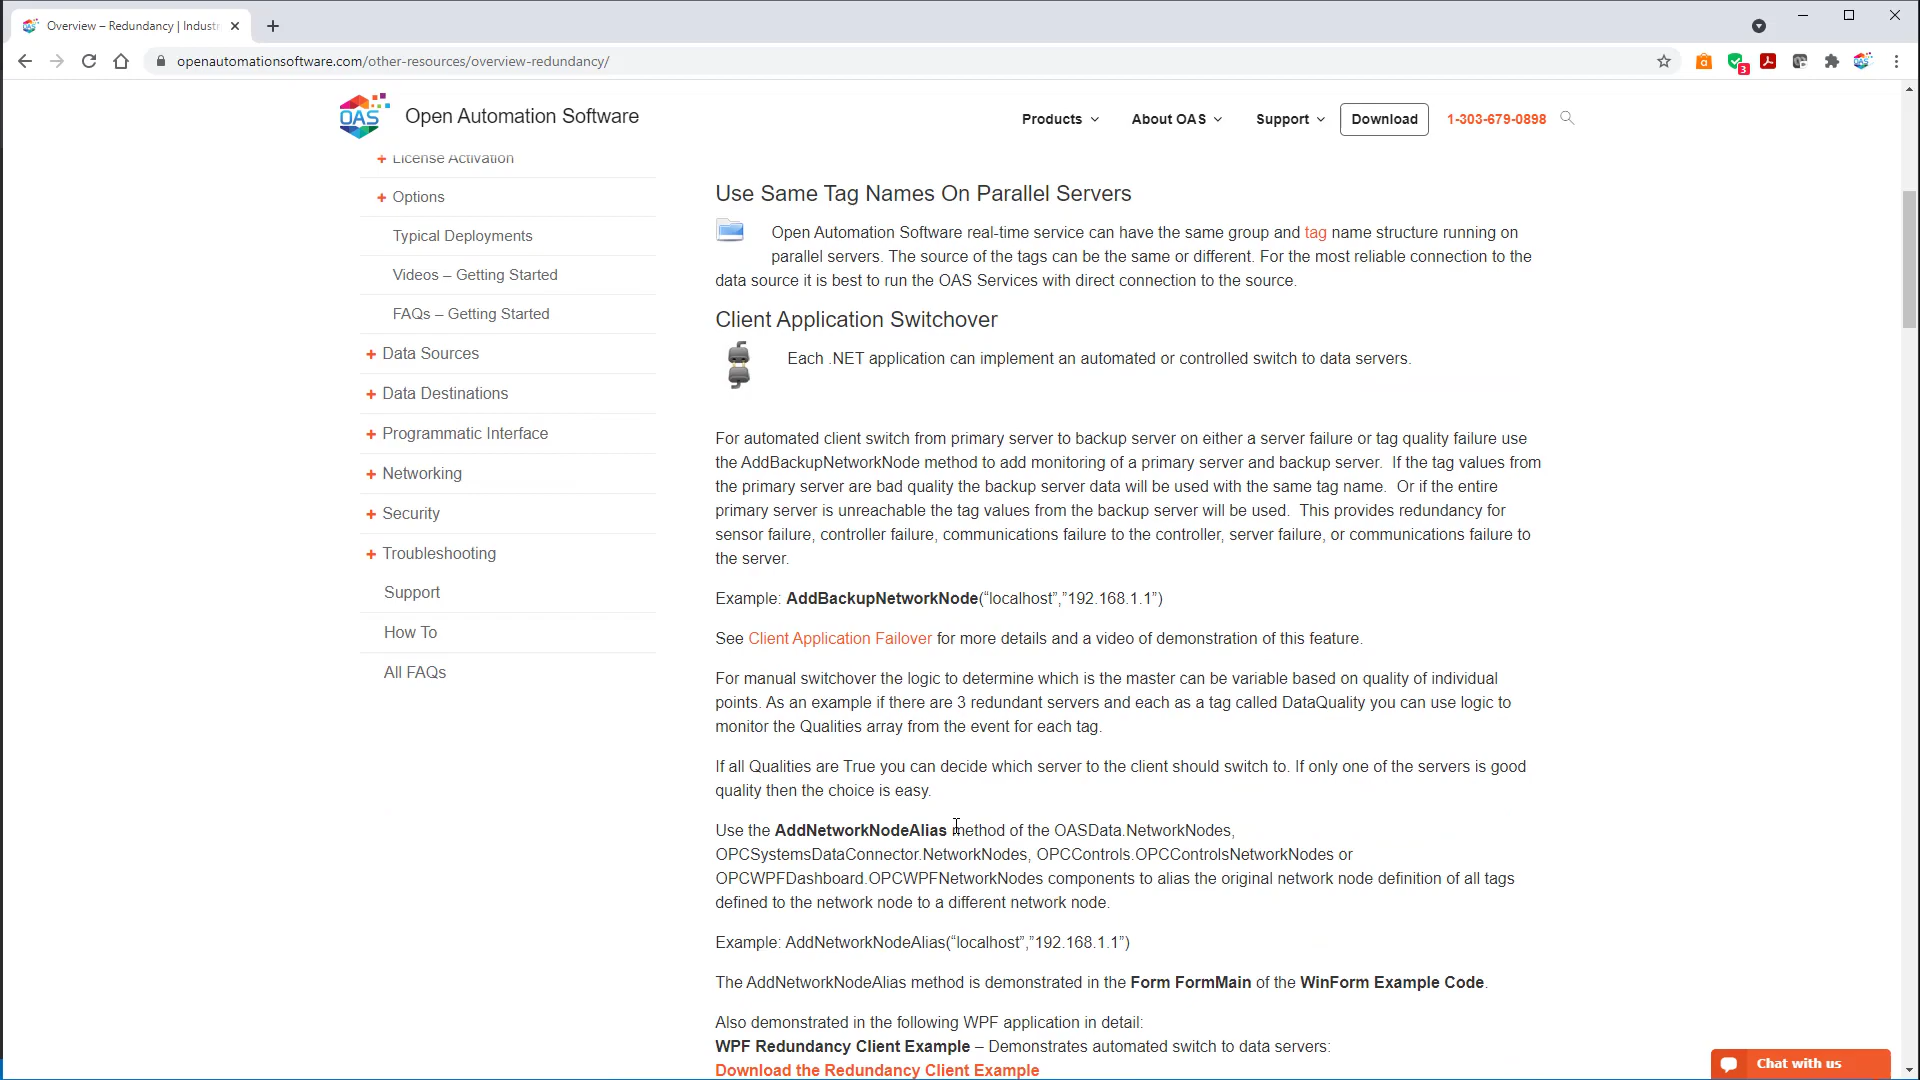 Overview – Redundancy | Indust
openautomationsoftware.com/other-resources/overview-redundancy/
3
OAS
Open Automation Software
Products
About OAS
Support
Download
1-303-679-0898
+ License Activation
+ Options
Typical Deployments
Videos – Getting Started
FAQs – Getting Started
+ Data Sources
+ Data Destinations
+ Programmatic Interface
+ Networking
+ Security
+ Troubleshooting
Support
How To
All FAQs
Use Same Tag Names On Parallel Servers
Open Automation Software real-time service can have the same group and tag name structure running on
parallel servers. The source of the tags can be the same or different. For the most reliable connection to the
data source it is best to run the OAS Services with direct connection to the source.
Client Application Switchover
Each .NET application can implement an automated or controlled switch to data servers.
For automated client switch from primary server to backup server on either a server failure or tag quality failure use
the AddBackupNetworkNode method to add monitoring of a primary server and backup server.  If the tag values from
the primary server are bad quality the backup server data will be used with the same tag name.  Or if the entire
primary server is unreachable the tag values from the backup server will be used.  This provides redundancy for
sensor failure, controller failure, communications failure to the controller, server failure, or communications failure to
the server.
Example: AddBackupNetworkNode(“localhost”,”192.168.1.1”)
See Client Application Failover for more details and a video of demonstration of this feature.
For manual switchover the logic to determine which is the master can be variable based on quality of individual
points. As an example if there are 3 redundant servers and each as a tag called DataQuality you can use logic to
monitor the Qualities array from the event for each tag.
If all Qualities are True you can decide which server to the client should switch to. If only one of the servers is good
quality then the choice is easy.
Use the AddNetworkNodeAlias method of the OASData.NetworkNodes,
OPCSystemsDataConnector.NetworkNodes, OPCControls.OPCControlsNetworkNodes or
OPCWPFDashboard.OPCWPFNetworkNodes components to alias the original network node definition of all tags
defined to the network node to a different network node.
Example: AddNetworkNodeAlias(“localhost”,”192.168.1.1”)
The AddNetworkNodeAlias method is demonstrated in the Form FormMain of the WinForm Example Code.
Also demonstrated in the following WPF application in detail:
WPF Redundancy Client Example – Demonstrates automated switch to data servers:
Download the Redundancy Client Example
Chat with us